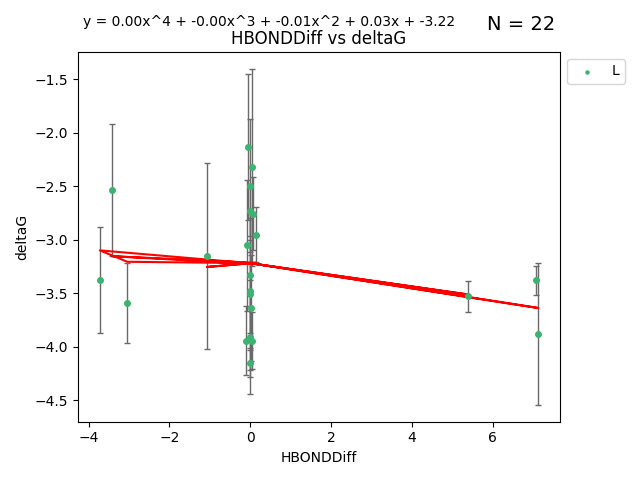 y = 0.00x^4 + -0.00x^3 + -0.01x^2 + 0.03x + -3.22
N = 22
HBONDDiff vs deltaG
L
−1.5
−2.0
−2.5
−3.0
−3.5
−4.0
−4.5
deltaG
−4
−2
0
2
4
6
HBONDDiff